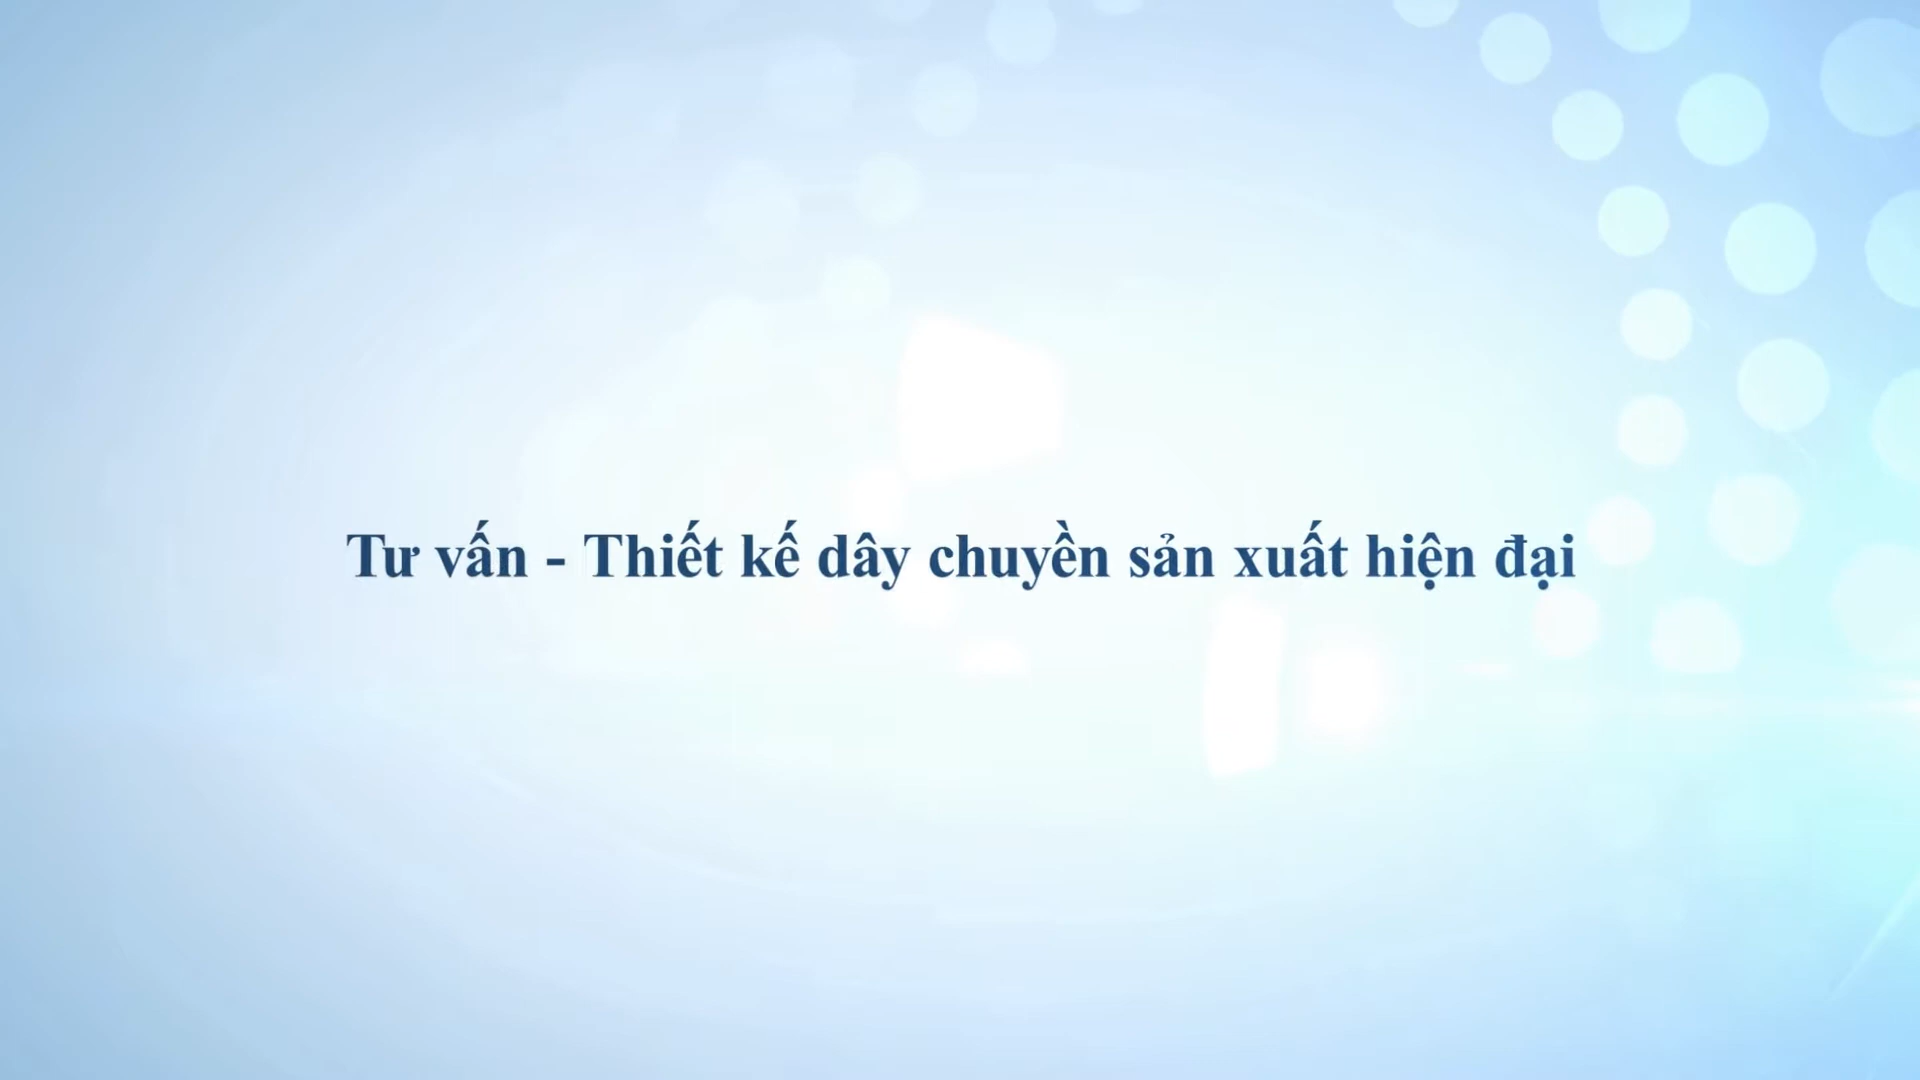 Tư vấn - Thiết kế dây chuyền sản xuất hiện đại